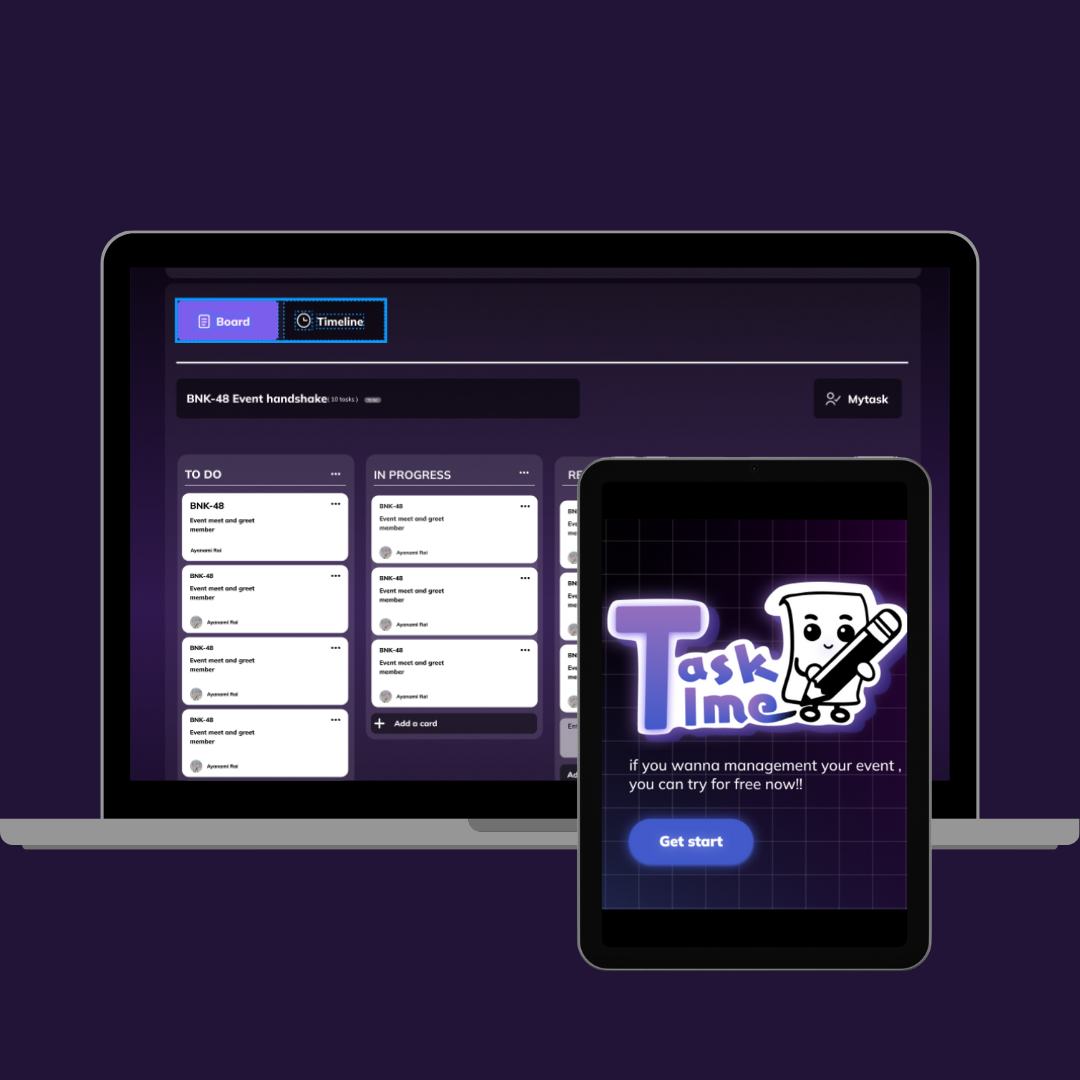 Board
Timeline
BNK-48 Event handshake ( 10 tasks )
Mytask
TO DO
BNK-48
Event meet and greet
member
Ayanami Rai
BNK-48
Event meet and greet
member
Ayanami Rai
BNK-48
Event meet and greet
member
Ayanami Rai
BNK-48
Event meet and greet
member
Ayanami Rai
IN PROGRESS
BNK-48
Event meet and greet
member
Ayanami Rai
BNK-48
Event meet and greet
member
Ayanami Rai
BNK-48
Event meet and greet
member
Ayanami Rai
Add a card
RE
Task
Time
if you wanna management your event ,
you can try for free now!!
Get start